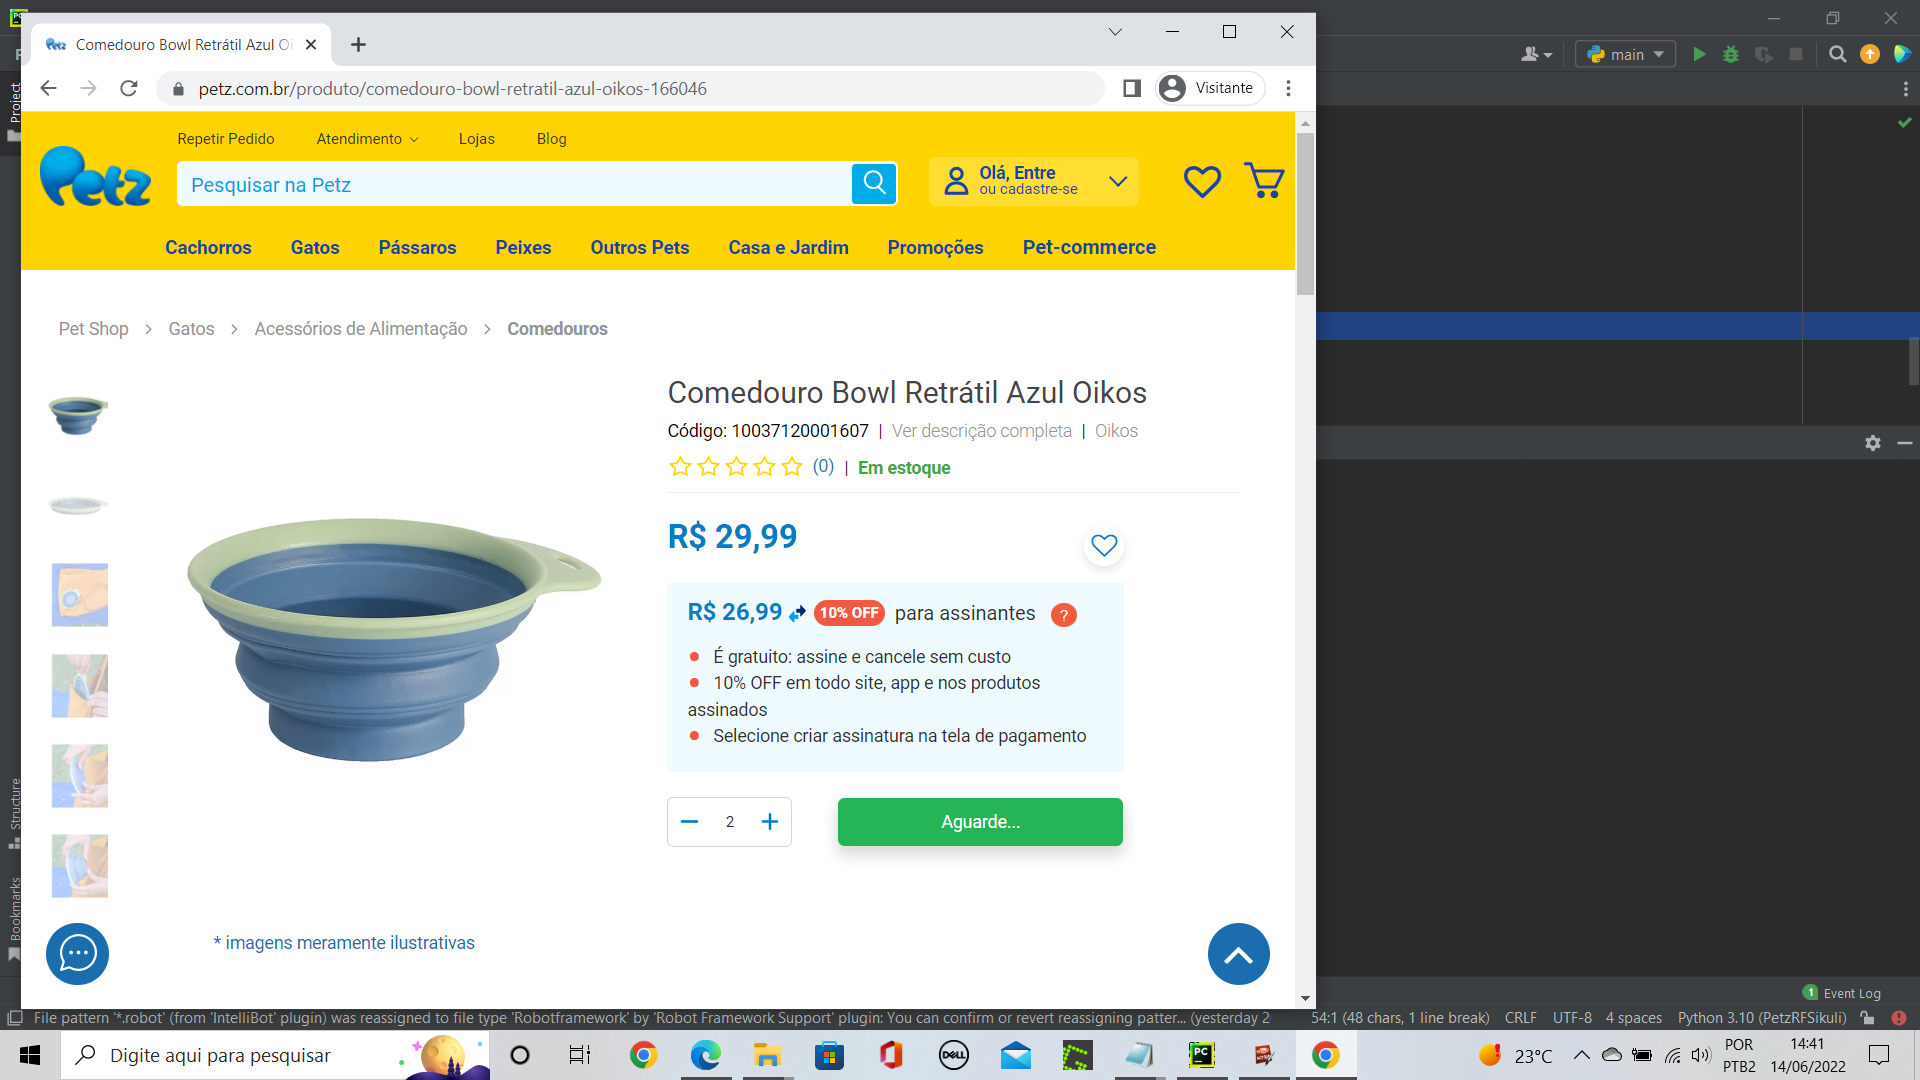 Comedouro Bowl Retrátil Azul Oi
petz.com.br/produto/comedouro-bowl-retratil-azul-oikos-166046
Visitante
main
Project
Repetir Pedido
Atendimento
Lojas
Blog
Petz
Pesquisar na Petz
Olá, Entre
ou cadastre-se
Cachorros
Gatos
Pássaros
Peixes
Outros Pets
Casa e Jardim
Promoções
Pet-commerce
Pet Shop > Gatos > Acessórios de Alimentação > Comedouros
Comedouro Bowl Retrátil Azul Oikos
Código: 10037120001607 | Ver descrição completa | Oikos
(0) | Em estoque
R$ 29,99
R$ 26,99 10% OFF para assinantes ?
É gratuito: assine e cancele sem custo
10% OFF em todo site, app e nos produtos
assinados
Selecione criar assinatura na tela de pagamento
2
Aguarde...
* imagens meramente ilustrativas
Structure
Bookmarks
1 Event Log
File pattern '*.robot' (from 'IntelliBot' plugin) was reassigned to file type 'Robotframework' by 'Robot Framework Support' plugin: You can confirm or revert reassigning patter... (yesterday 2
54:1 (48 chars, 1 line break)
CRLF
UTF-8
4 spaces
Python 3.10 (PetzRFSikuli)
Digite aqui para pesquisar
DELL
PC
23°C
POR
PTB2
14:41
14/06/2022